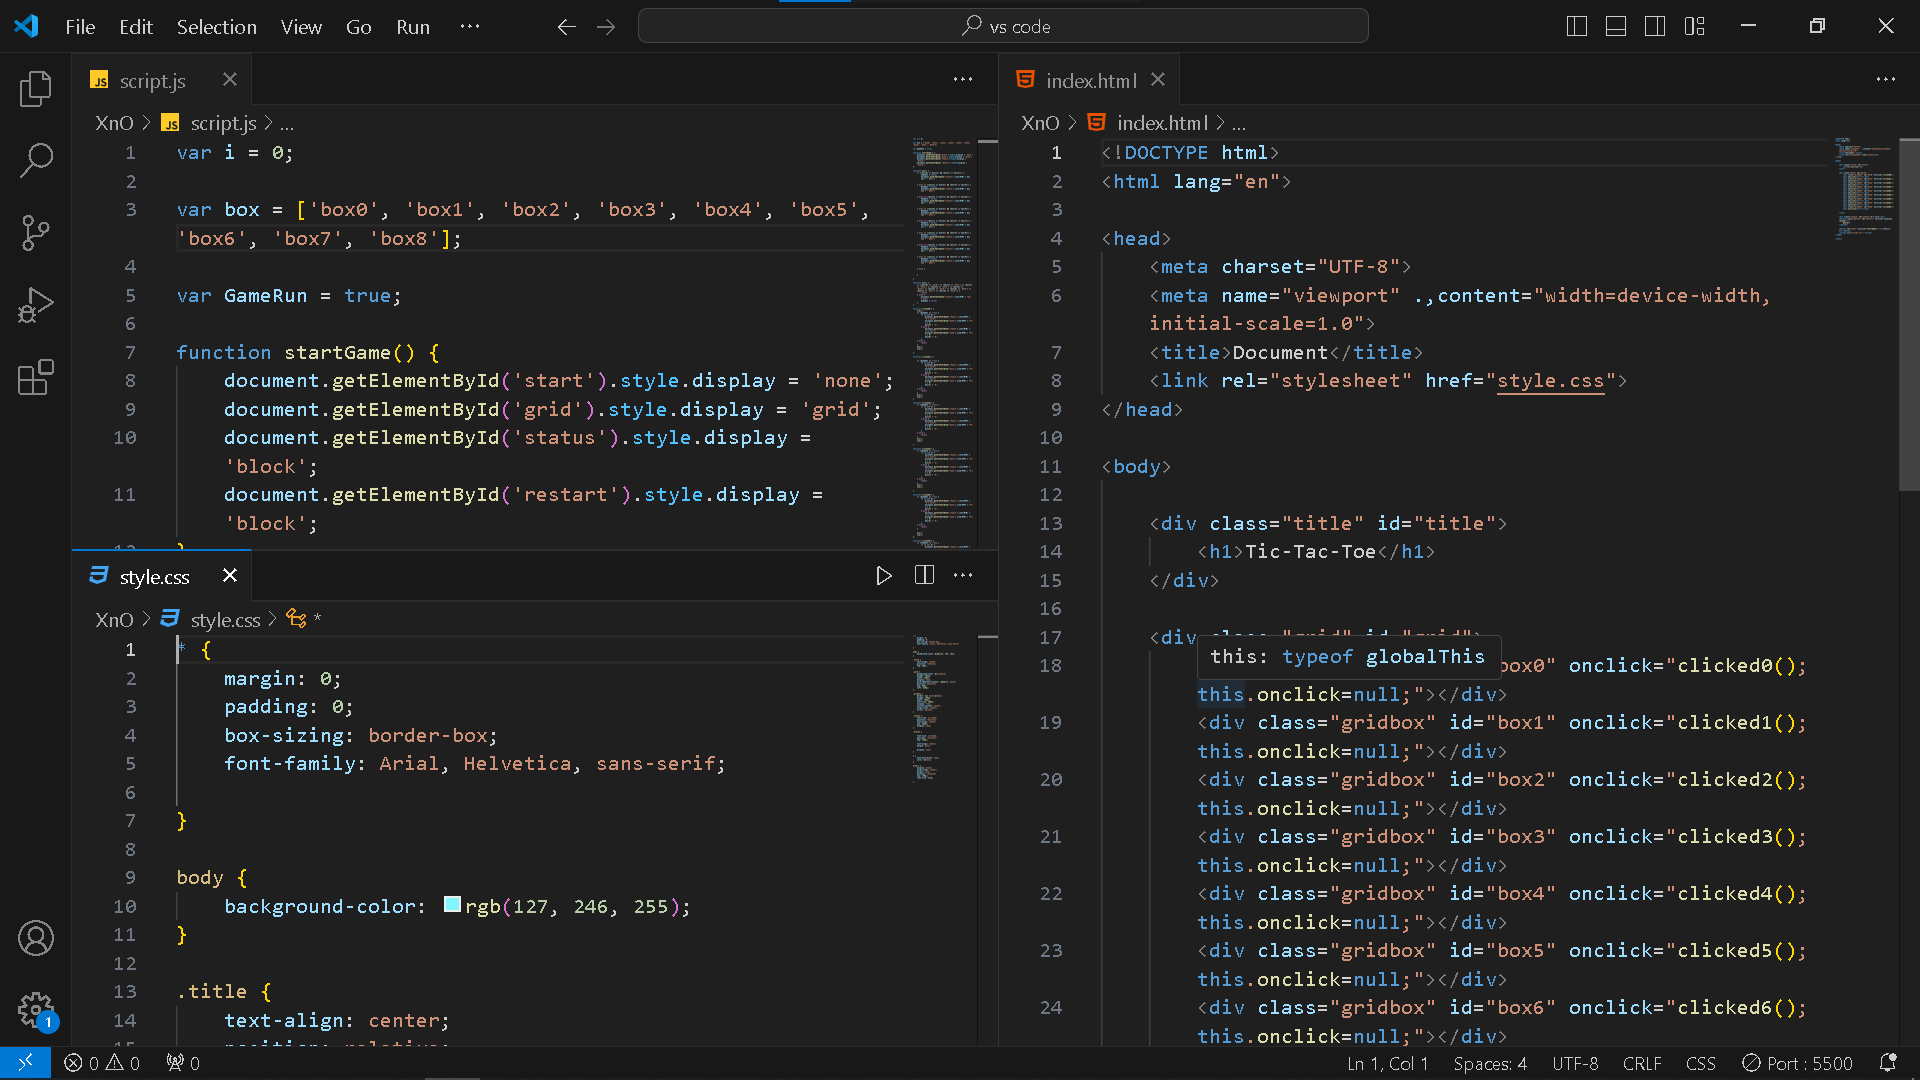 File Edit Selection View Go Run ···
vs code
script.js
XnO > script.js > ...
1 var i = 0;
2
3 var box = ['box0', 'box1', 'box2', 'box3', 'box4', 'box5',
'box6', 'box7', 'box8'];
4
5 var GameRun = true;
6
7 function startGame() {
8 document.getElementById('start').style.display = 'none';
9 document.getElementById('grid').style.display = 'grid';
10 document.getElementById('status').style.display =
'block';
11 document.getElementById('restart').style.display =
'block';
style.css
XnO > style.css > *
1 * {
2 margin: 0;
3 padding: 0;
4 box-sizing: border-box;
5 font-family: Arial, Helvetica, sans-serif;
6
7 }
8
9 body {
10 background-color: rgb(127, 246, 255);
11 }
12
13 .title {
14 text-align: center;
index.html
XnO > index.html > ...
1 <!DOCTYPE html>
2 <html lang="en">
3
4 <head>
5 <meta charset="UTF-8">
6 <meta name="viewport" .,content="width=device-width,
initial-scale=1.0">
7 <title>Document</title>
8 <link rel="stylesheet" href="style.css">
9 </head>
10
11 <body>
12
13 <div class="title" id="title">
14 <h1>Tic-Tac-Toe</h1>
15 </div>
16
17 <div class="grid" id="grid">
this: typeof globalThis
18 box0" onclick="clicked0();
this.onclick=null;"></div>
19 <div class="gridbox" id="box1" onclick="clicked1();
this.onclick=null;"></div>
20 <div class="gridbox" id="box2" onclick="clicked2();
this.onclick=null;"></div>
21 <div class="gridbox" id="box3" onclick="clicked3();
this.onclick=null;"></div>
22 <div class="gridbox" id="box4" onclick="clicked4();
this.onclick=null;"></div>
23 <div class="gridbox" id="box5" onclick="clicked5();
this.onclick=null;"></div>
24 <div class="gridbox" id="box6" onclick="clicked6();
this.onclick=null;"></div>
1
0 0 0
Ln 1, Col 1 Spaces: 4 UTF-8 CRLF CSS Port : 5500